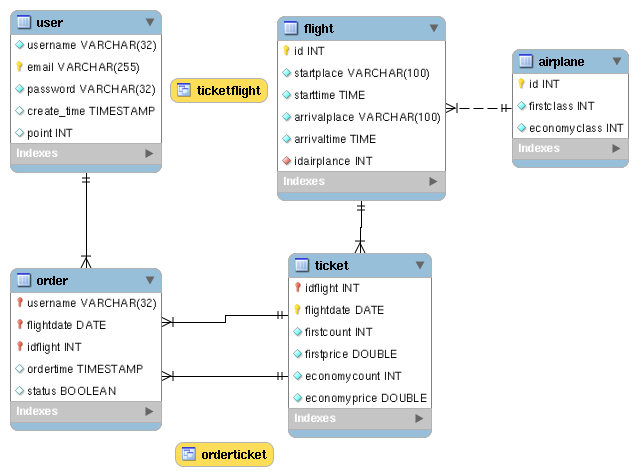 user
username VARCHAR(32)
email VARCHAR(255)
password VARCHAR(32)
create_time TIMESTAMP
point INT
Indexes
ticketflight
flight
id INT
startplace VARCHAR(100)
starttime TIME
arrivalplace VARCHAR(100)
arrivaltime TIME
idairplance INT
Indexes
airplane
id INT
firstclass INT
economyclass INT
Indexes
order
username VARCHAR(32)
flightdate DATE
idflight INT
ordertime TIMESTAMP
status BOOLEAN
Indexes
ticket
idflight INT
flightdate DATE
firstcount INT
firstprice DOUBLE
economycount INT
economyprice DOUBLE
Indexes
orderticket